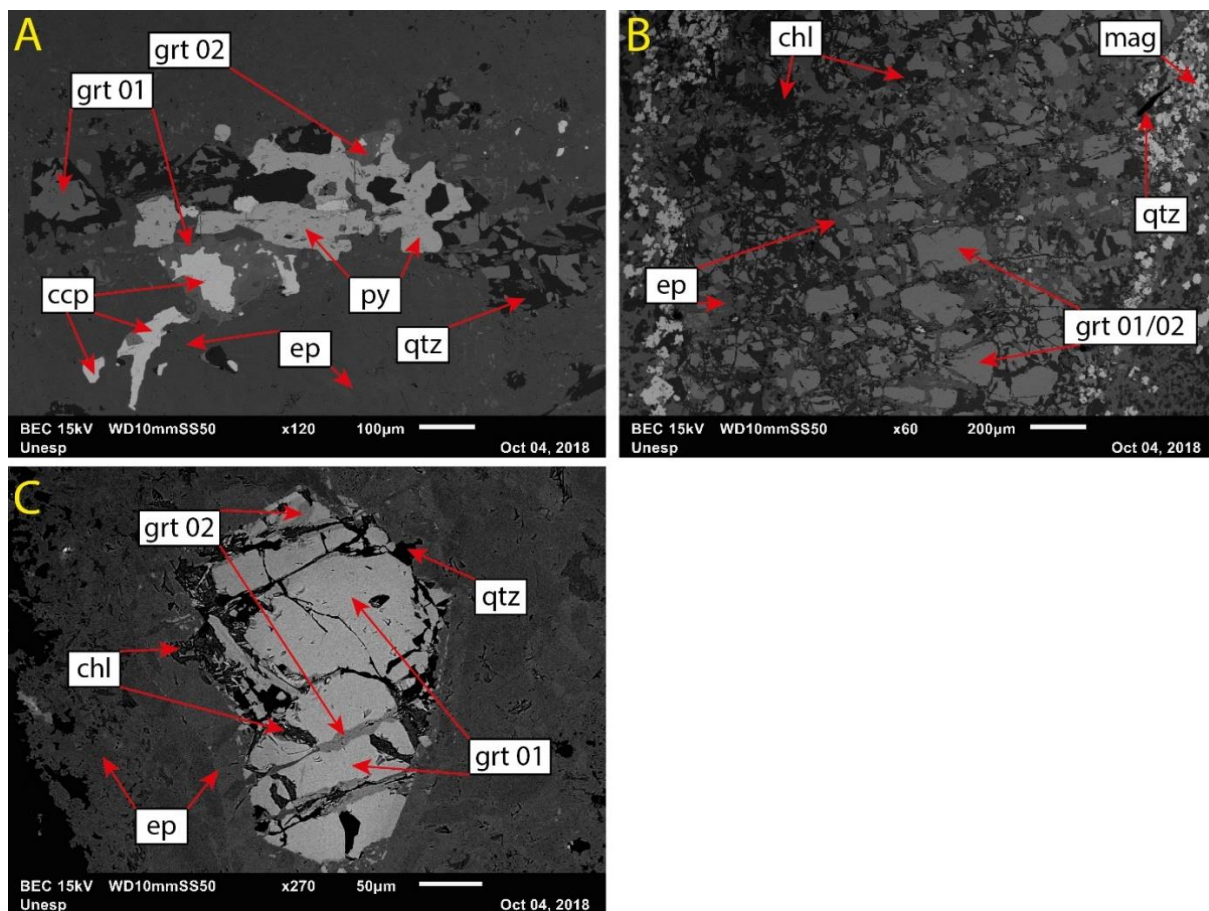 A
grt 02
grt 01
ccp
py
qtz
ep
BEC 15kV WD10mmSS50 x120 100μm
Unesp Oct 04, 2018
B
chl
mag
qtz
ep
grt 01/02
BEC 15kV WD10mmSS50 x60 200μm
Unesp Oct 04, 2018
C
grt 02
qtz
chl
grt 01
ep
BEC 15kV WD10mmSS50 x270 50μm
Unesp Oct 04, 2018